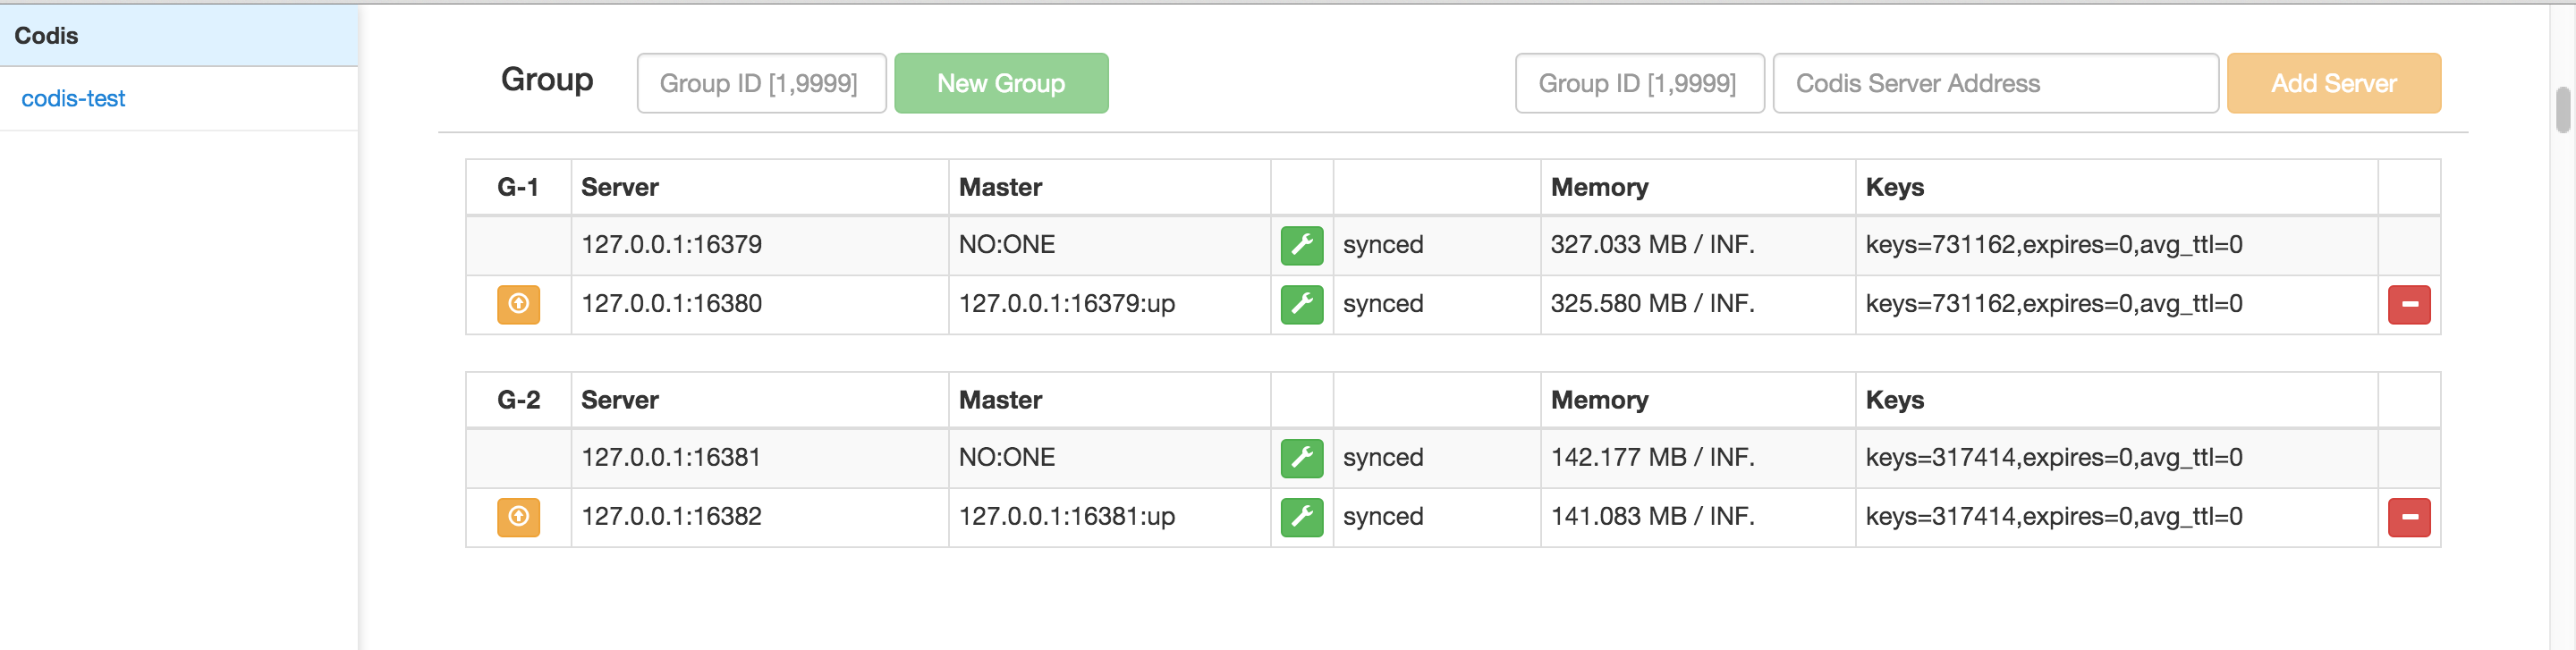 Codis
codis-test
Group Group ID [1,9999] New Group Group ID [1,9999] Codis Server Address Add Server
G-1 Server Master Memory Keys
127.0.0.1:16379 NO:ONE synced 327.033 MB / INF. keys=731162,expires=0,avg_ttl=0
127.0.0.1:16380 127.0.0.1:16379:up synced 325.580 MB / INF. keys=731162,expires=0,avg_ttl=0
G-2 Server Master Memory Keys
127.0.0.1:16381 NO:ONE synced 142.177 MB / INF. keys=317414,expires=0,avg_ttl=0
127.0.0.1:16382 127.0.0.1:16381:up synced 141.083 MB / INF. keys=317414,expires=0,avg_ttl=0